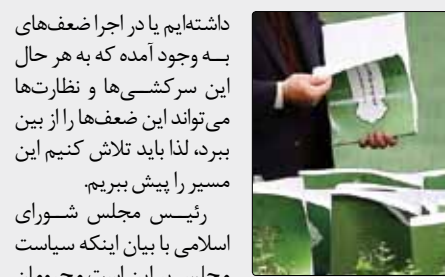 داشته‌ایم یا در اجرا ضعف‌های
به وجود آمده که به هر حال
این سرکشی‌ها و نظارت‌ها
می‌تواند این ضعف‌ها را از بین
ببرد، لذا باید تلاش کنیم این
مسیر را پیش ببریم.
رئیس مجلس شورای
اسلامی با بیان اینکه سیاست